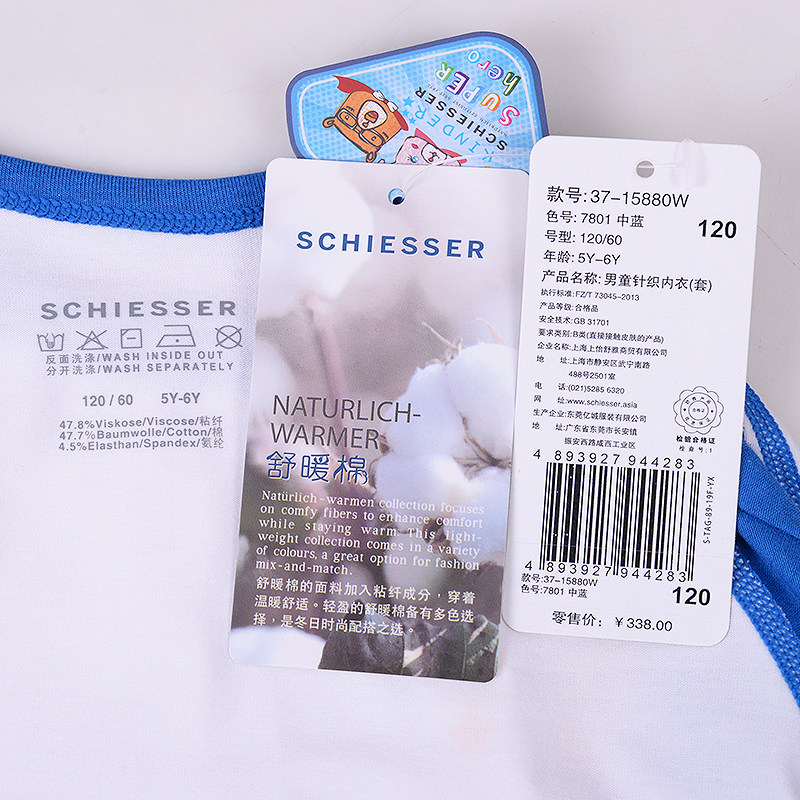 KINDER
SCHIESSER
SUPER
hero
SCHIESSER
反面洗涤/WASH INSIDE OUT
分开洗涤/WASH SEPARATELY
120 / 60 5Y-6Y
47.8%Viskose/Viscose/粘纤
47.7%Baumwolle/Cotton/棉
4.5%Elasthan/Spandex/氨纶
SCHIESSER
NATURLICH-
WARMER
舒暖棉
Natürlich-warmen collection focuses
on comfy fibers to enhance comfort
while staying warm. This light-
weight collection comes in a variety
of colours, a great option for fashion
mix-and-match.
舒暖棉的面料加入粘纤成分，穿着
温暖舒适。轻盈的舒暖棉备有多色选
择，是冬日时尚配搭之选。
款号:37-15880W
色号: 7801 中蓝
120
号型: 120/60
年龄: 5Y-6Y
产品名称: 男童针织内衣(套)
执行标准:FZ/T 73045-2013
产品等级:合格品
安全技术:GB 31701
要求类别:B类(直接接触皮肤的产品)
企业名称:上海上怡舒雅商贸有限公司
地 址:上海市静安区武宁南路
488号2501室
电 话:(021)5285 6320
网 址:www.schiesser.asia
生产企业:东莞亿城服装有限公司
地 址:广东省东莞市长安镇
振安西路咸西工业区
合格证
检验合格证
检查号:1
4 893927 944283
4 893927 944283
S-TAG-89-19F-YX
款号:37-15880W
色号:7801 中蓝
120
零售价: ￥338.00